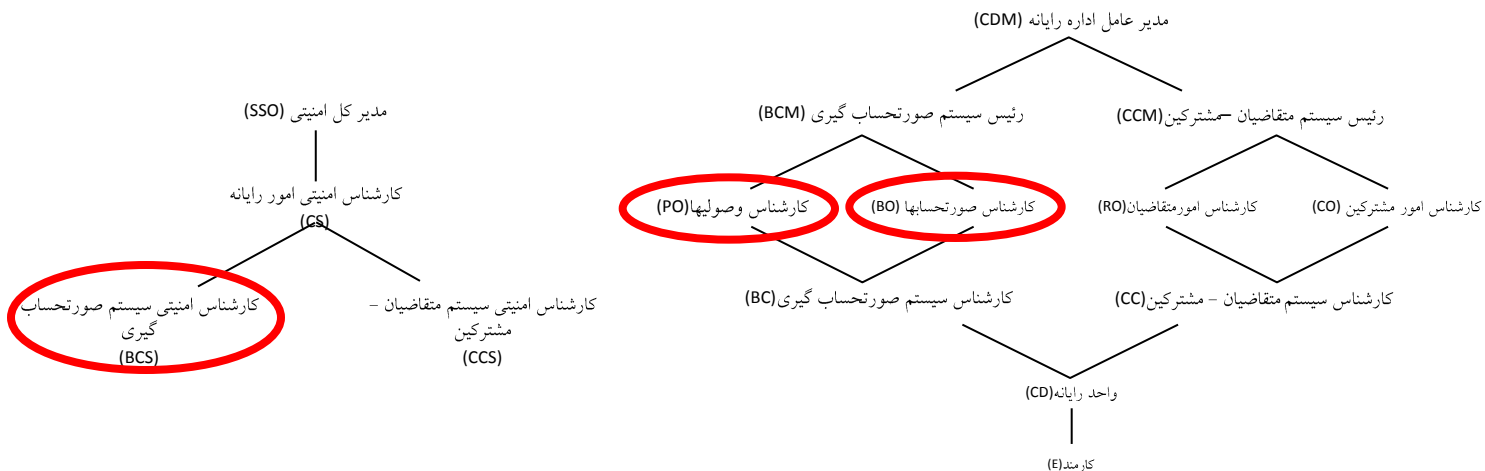 مدیر عامل اداره رایانه (CDM)
رئیس سیستم متقاضیان –مشترکین(CCM)
رئیس سیستم صورتحساب گیری (BCM)
کارشناس امور مشترکین (CO)
کارشناس امورمتقاضیان(RO)
کارشناس صورتحسابها (BO)
کارشناس وصولیها(PO)
کارشناس سیستم متقاضیان – مشترکین(CC)
کارشناس سیستم صورتحساب گیری(BC)
واحد رایانه(CD)
کارمند(E)
مدیر کل امنیتی (SSO)
کارشناس امنیتی امور رایانه
(CS)
کارشناس امنیتی سیستم متقاضیان –
مشترکین
(CCS)
کارشناس امنیتی سیستم صورتحساب
گیری
(BCS)